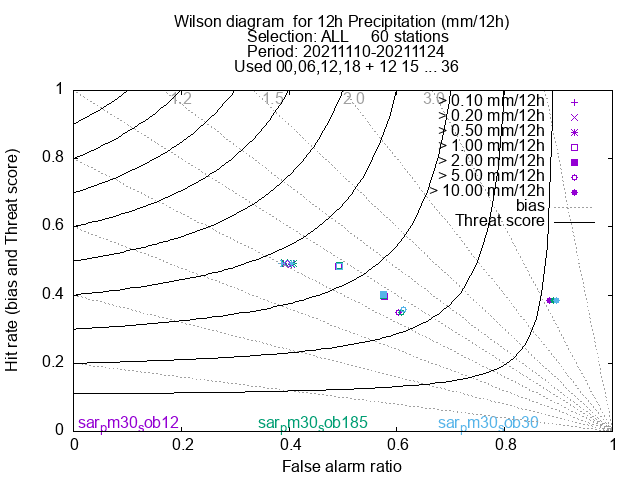 Wilson diagram  for 12h Precipitation (mm/12h)
Selection: ALL     60 stations
Period: 20211110-20211124
Used 00,06,12,18 + 12 15 ... 36
1.2 1.5 2.0 3.0
> 0.10 mm/12h
> 0.20 mm/12h
> 0.50 mm/12h
> 1.00 mm/12h
> 2.00 mm/12h
> 5.00 mm/12h
> 10.00 mm/12h
bias
Threat score
Hit rate (bias and Threat score)
1
0.8
0.6
0.4
0.2
0
sarpm30sob12 sarpm30sob185 sarpm30sob30
0 0.2 0.4 0.6 0.8 1
False alarm ratio